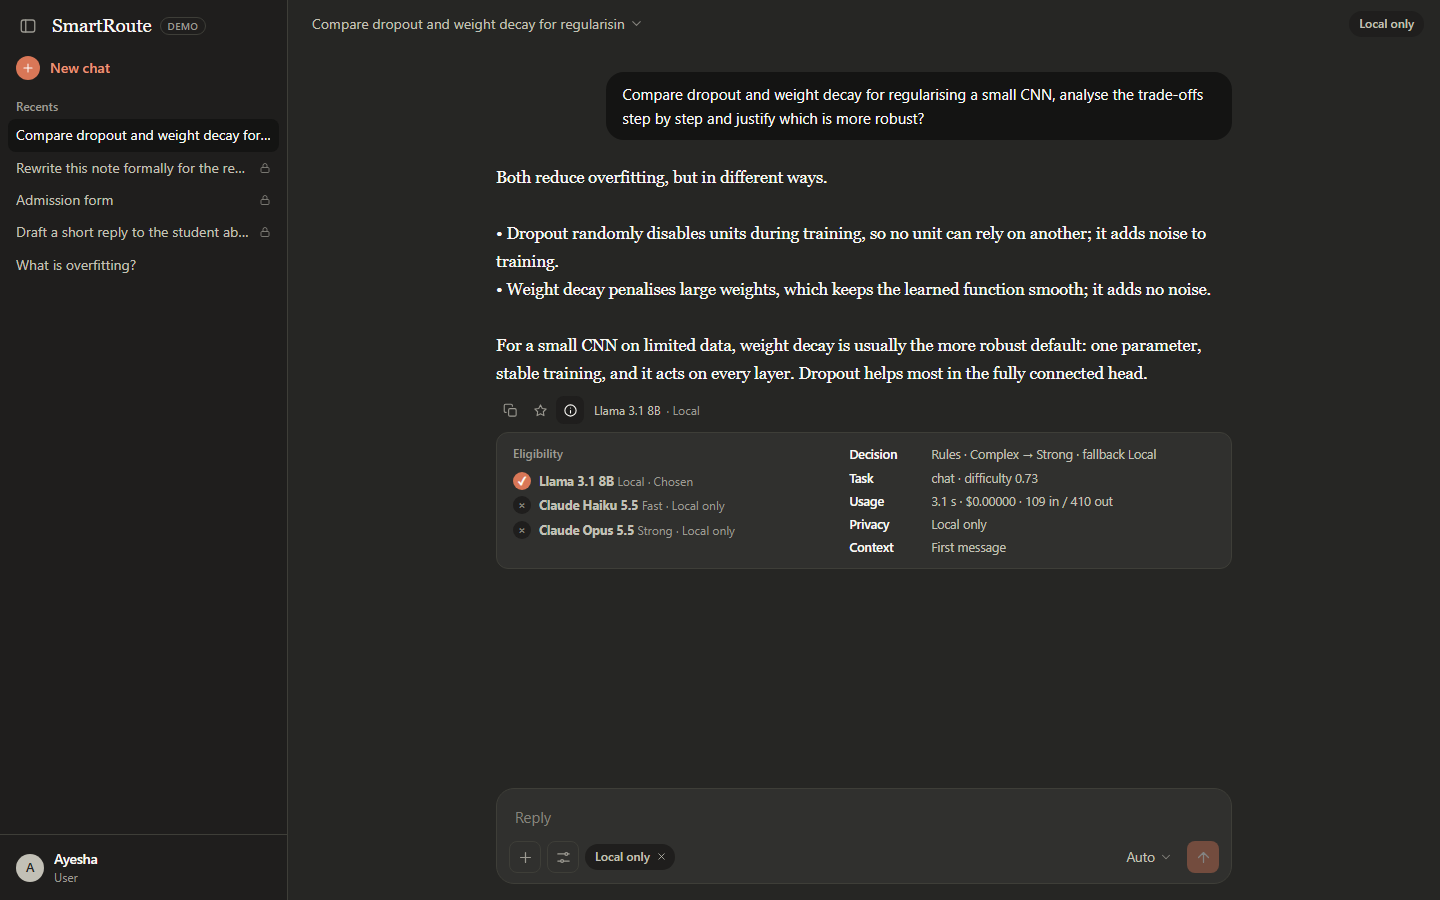 SmartRoute DEMO
New chat
Recents
Compare dropout and weight decay for...
Rewrite this note formally for the re...
Admission form
Draft a short reply to the student ab...
What is overfitting?
Ayesha
A
User
Compare dropout and weight decay for regularisin
Local only
Compare dropout and weight decay for regularising a small CNN, analyse the trade-offs
step by step and justify which is more robust?
Both reduce overfitting, but in different ways.
• Dropout randomly disables units during training, so no unit can rely on another; it adds noise to
training.
• Weight decay penalises large weights, which keeps the learned function smooth; it adds no noise.
For a small CNN on limited data, weight decay is usually the more robust default: one parameter,
stable training, and it acts on every layer. Dropout helps most in the fully connected head.
Llama 3.1 8B · Local
Eligibility
Llama 3.1 8B Local · Chosen
Claude Haiku 5.5 Fast · Local only
Claude Opus 5.5 Strong · Local only
Decision Rules · Complex → Strong · fallback Local
Task chat · difficulty 0.73
Usage 3.1 s · $0.00000 · 109 in / 410 out
Privacy Local only
Context First message
Reply
Local only
Auto